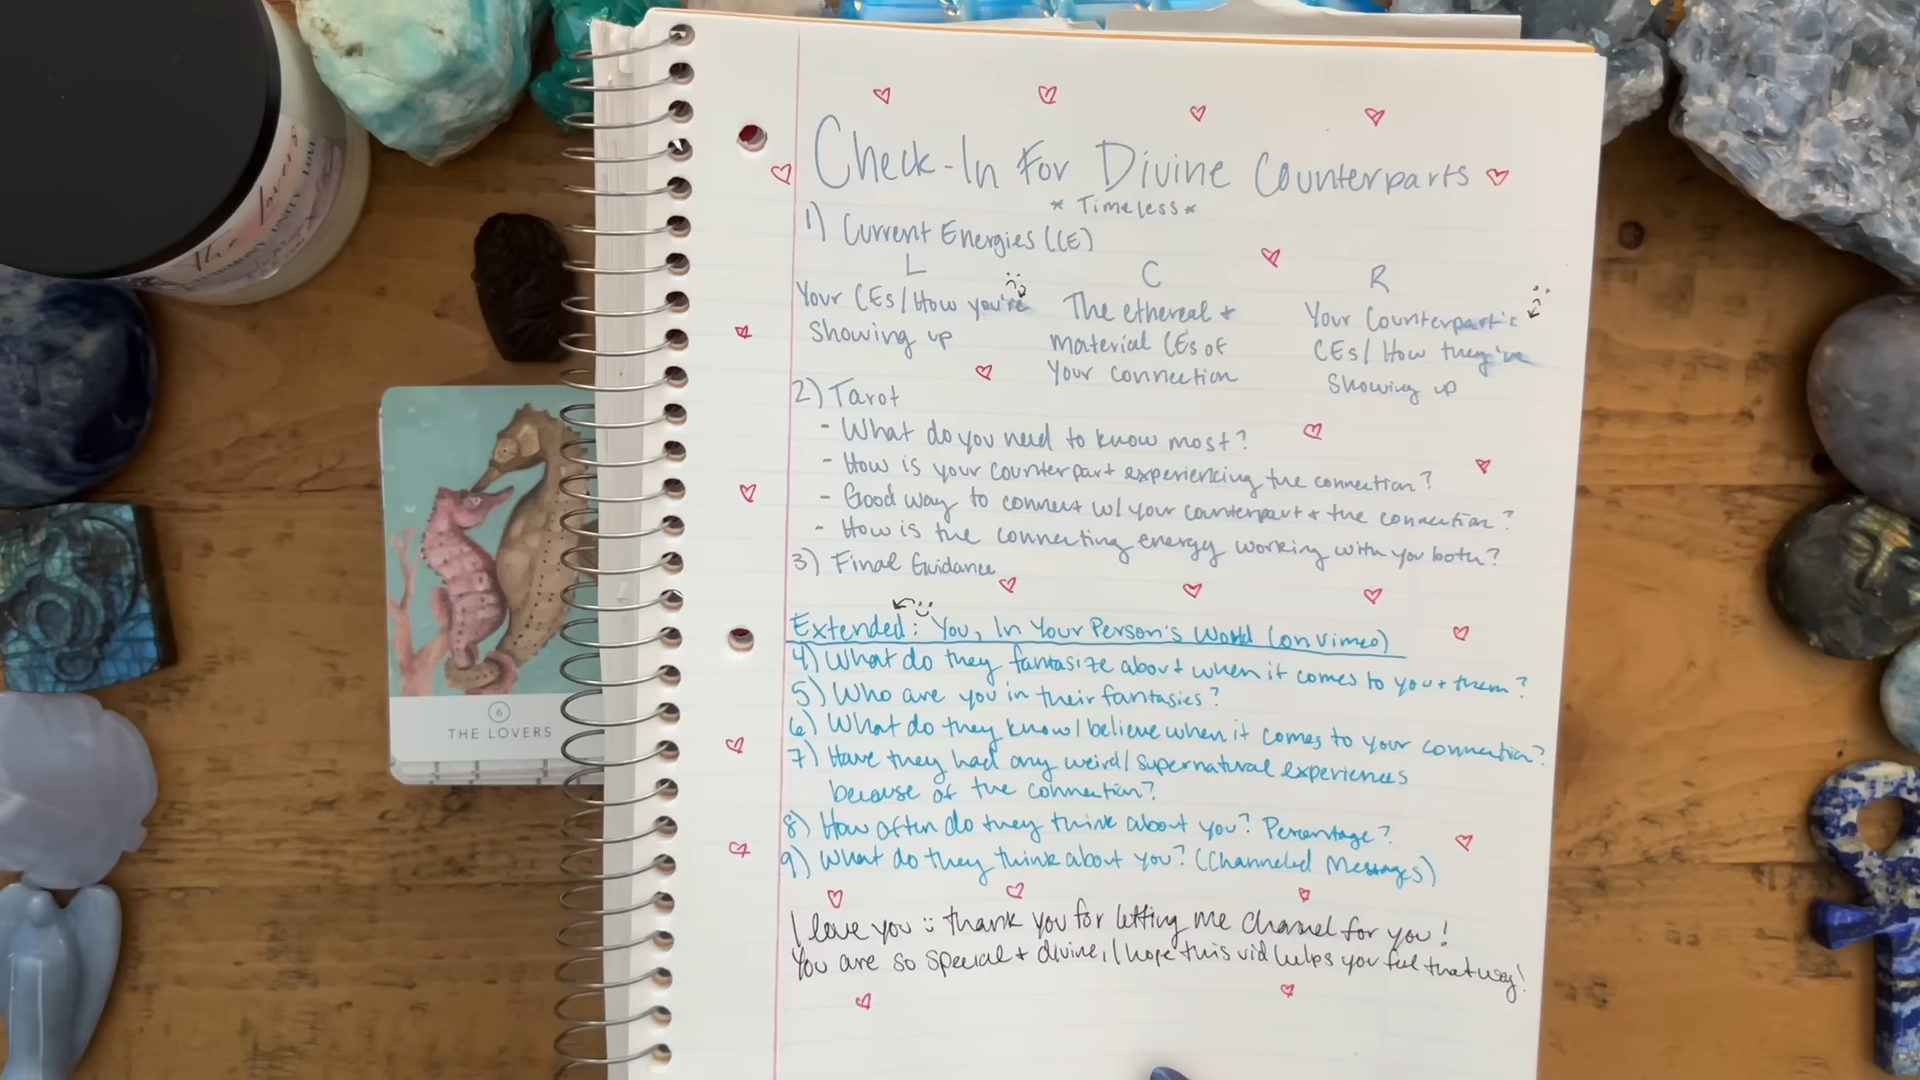 Check-In For Divine Counterparts
* Timeless *
1) Current Energies (CE)
L
Your CEs/How you're
showing up
C
The ethereal +
material CEs of
Your connection
R
Your Counterpart's
CEs/How they're
showing up
2) Tarot
- What do you need to know most?
- How is your counterpart experiencing the connection?
- Good way to connect w/ your counterpart + the connection?
- How is the connecting energy working with you both?
3) Final Guidance
Extended: You, In Your Person's World (on Vimeo)
4) What do they fantasize about when it comes to you + them?
5) Who are you in their fantasies?
6) What do they know/believe when it comes to your connection?
7) Have they had any weird/supernatural experiences
because of the connection?
8) How often do they think about you? Percentage?
9) What do they think about you? (Channeled Messages)
I love you thank you for letting me channel for you!
You are so special + divine, I hope this vid helps you feel that way!
The Lovers
UNITY LOVE
6
THE LOVERS